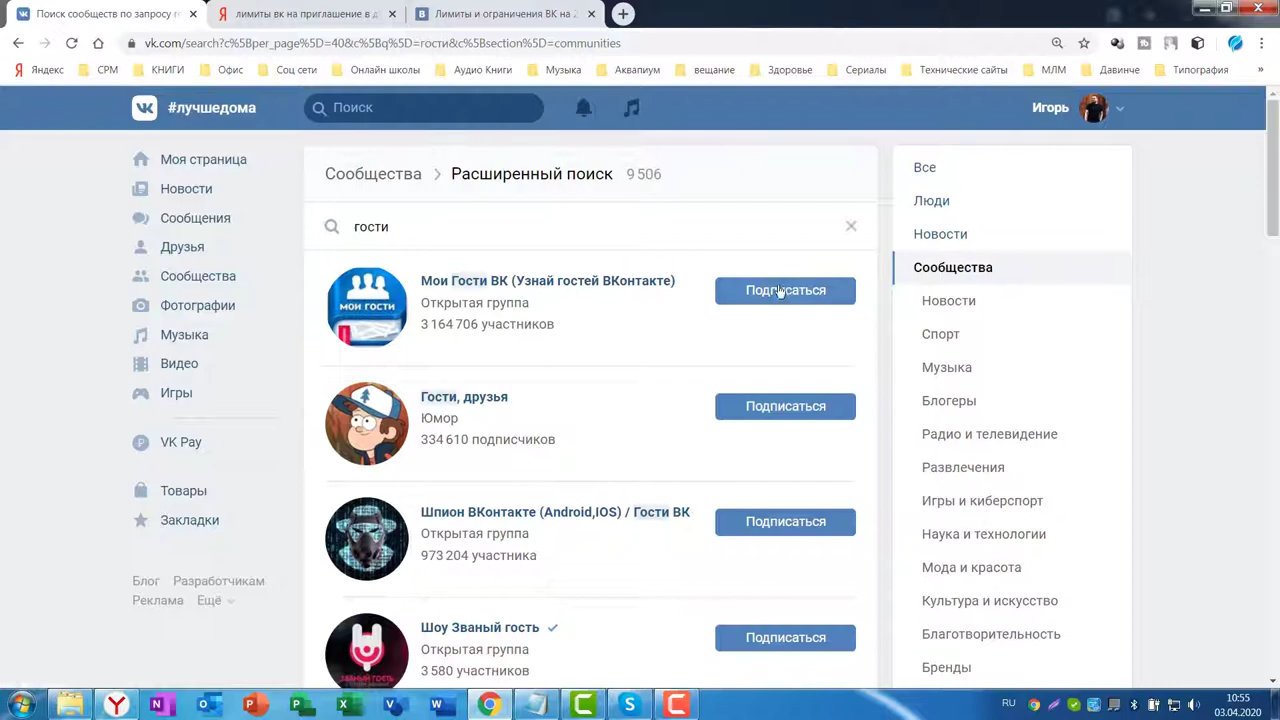 Поиск сообществ по запросу г
лимиты вк на приглашение в д
Лимиты и ограничения ВК на 2
vk.com/search?c%5Bper_page%5D=40&c%5Bq%5D=гости&c%5Bsection%5D=communities
Яндекс
СРМ
КНИГИ
Офис
Соц сети
Онлайн школы
Аудио Книги
Музыка
Аквапиум
вещание
Здоровье
Сериалы
Технические сайты
МЛМ
Давинче
Типография
»
#лучшедома
Поиск
Игорь
Моя страница
Новости
Сообщения
Друзья
Сообщества
Фотографии
Музыка
Видео
Игры
VK Pay
Товары
Закладки
Блог Разработчикам
Реклама Ещё
Сообщества
Расширенный поиск 9 506
гости
Мои Гости ВК (Узнай гостей ВКонтакте)
Открытая группа
3 164 706 участников
МОИ ГОСТИ
Подписаться
Гости, друзья
Юмор
334 610 подписчиков
Подписаться
Шпион ВКонтакте (Android,IOS) / Гости ВК
Открытая группа
973 204 участника
Подписаться
Шоу Званый гость
Открытая группа
3 580 участников
ЗВАНЫЙ ГОСТЬ
Подписаться
Все
Люди
Новости
Сообщества
Новости
Спорт
Музыка
Блогеры
Радио и телевидение
Развлечения
Игры и киберспорт
Наука и технологии
Мода и красота
Культура и искусство
Благотворительность
Бренды
RU
10:55
03.04.2020